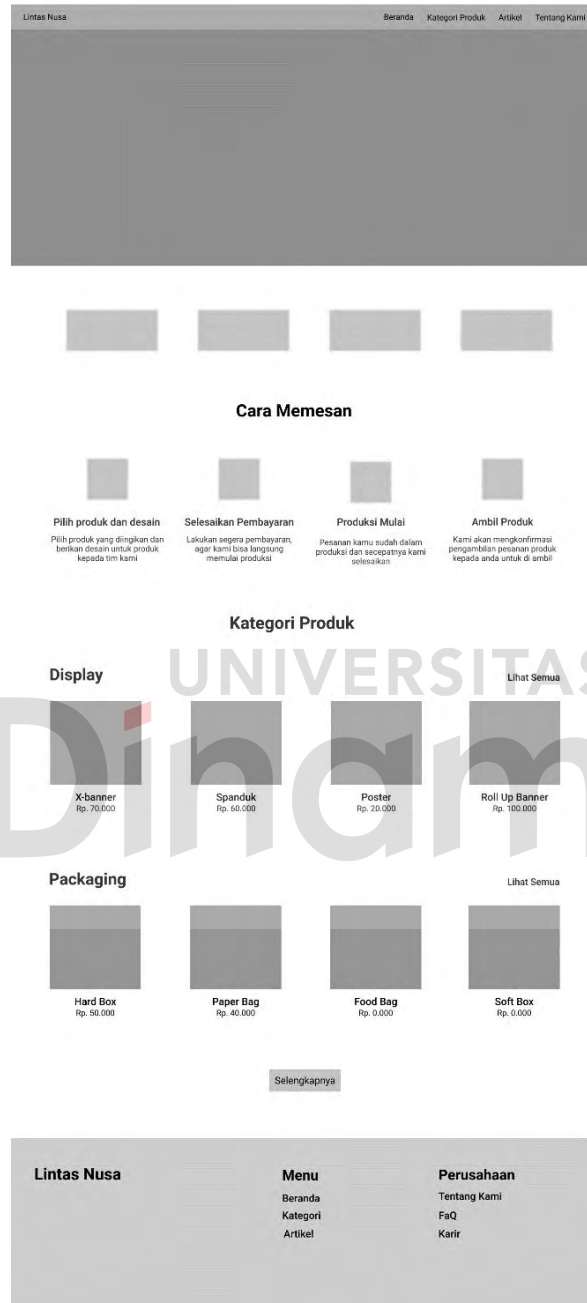 Lintas Nusa
Beranda Kategori Produk Artikel Tentang Kami
Cara Memesan
Pilih produk dan desain
Pilih produk yang diingikan dan
berikan desain untuk produk
kepada tim kami
Selesaikan Pembayaran
Lakukan segera pembayaran,
agar kami bisa langsung
memulai produksi
Produksi Mulai
Pesanan kamu sudah dalam
produksi dan secepatnya kami
selesaikan
Ambil Produk
Kami akan mengkonfirmasi
pengambilan pesanan produk
kepada anda untuk di ambil
Kategori Produk
UNIVERSITAS
Dinam
Display
Lihat Semua
X-banner
Rp. 70.000
Spanduk
Rp. 60.000
Poster
Rp. 20.000
Roll Up Banner
Rp. 100.000
Packaging
Lihat Semua
Hard Box
Rp. 50.000
Paper Bag
Rp. 40.000
Food Bag
Rp. 0.000
Soft Box
Rp. 0.000
Selengkapnya
Lintas Nusa
Menu
Beranda
Kategori
Artikel
Perusahaan
Tentang Kami
FaQ
Karir